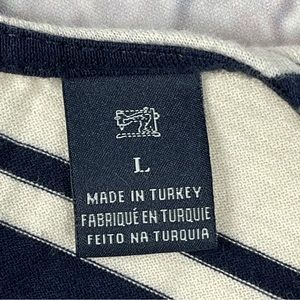 L
MADE IN TURKEY
FABRIQUÉ EN TURQUIE
FEITO NA TURQUIA